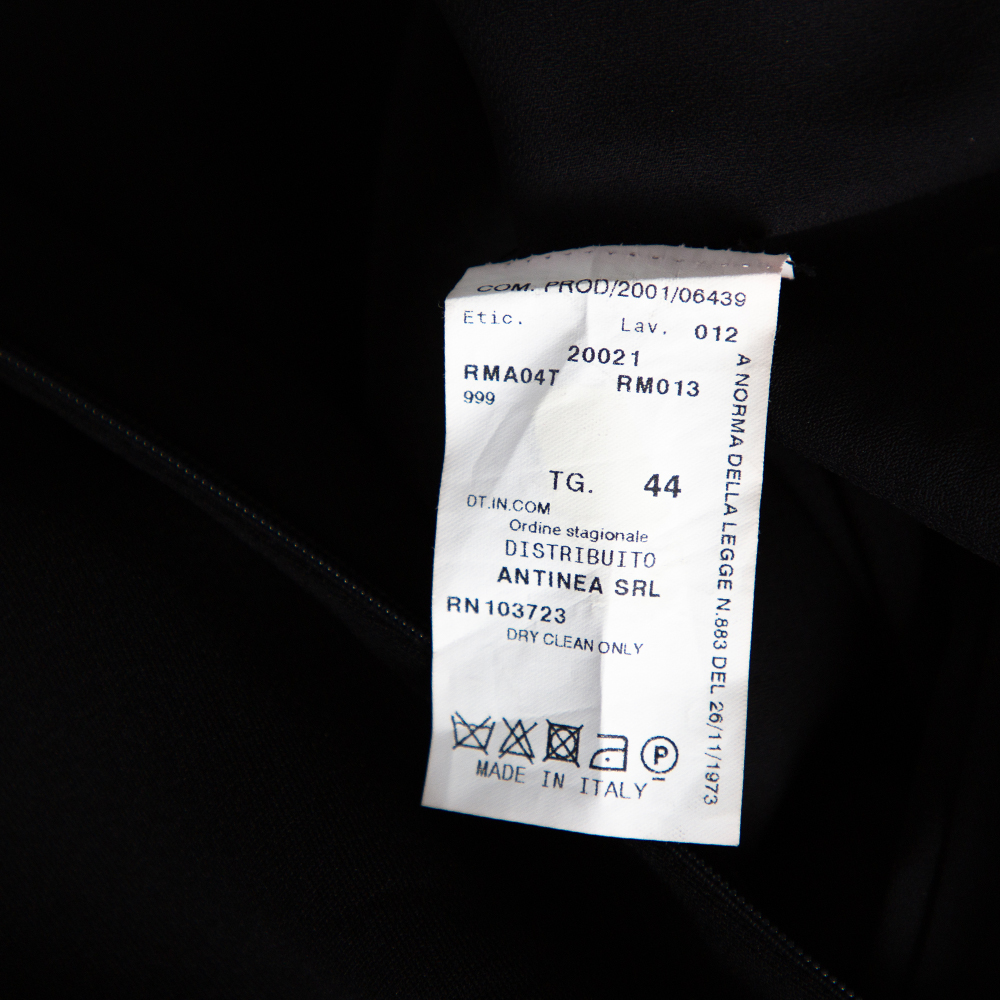 COM. PROD/2001/06439
Etic. Lav. 012
20021
RMA04T RM013
999
TG. 44
DT.IN.COM
Ordine stagionale
DISTRIBUITO
ANTINEA SRL
RN 103723
DRY CLEAN ONLY
P
MADE IN ITALY
A NORMA DELLA LEGGE N.883 DEL 26/11/1973